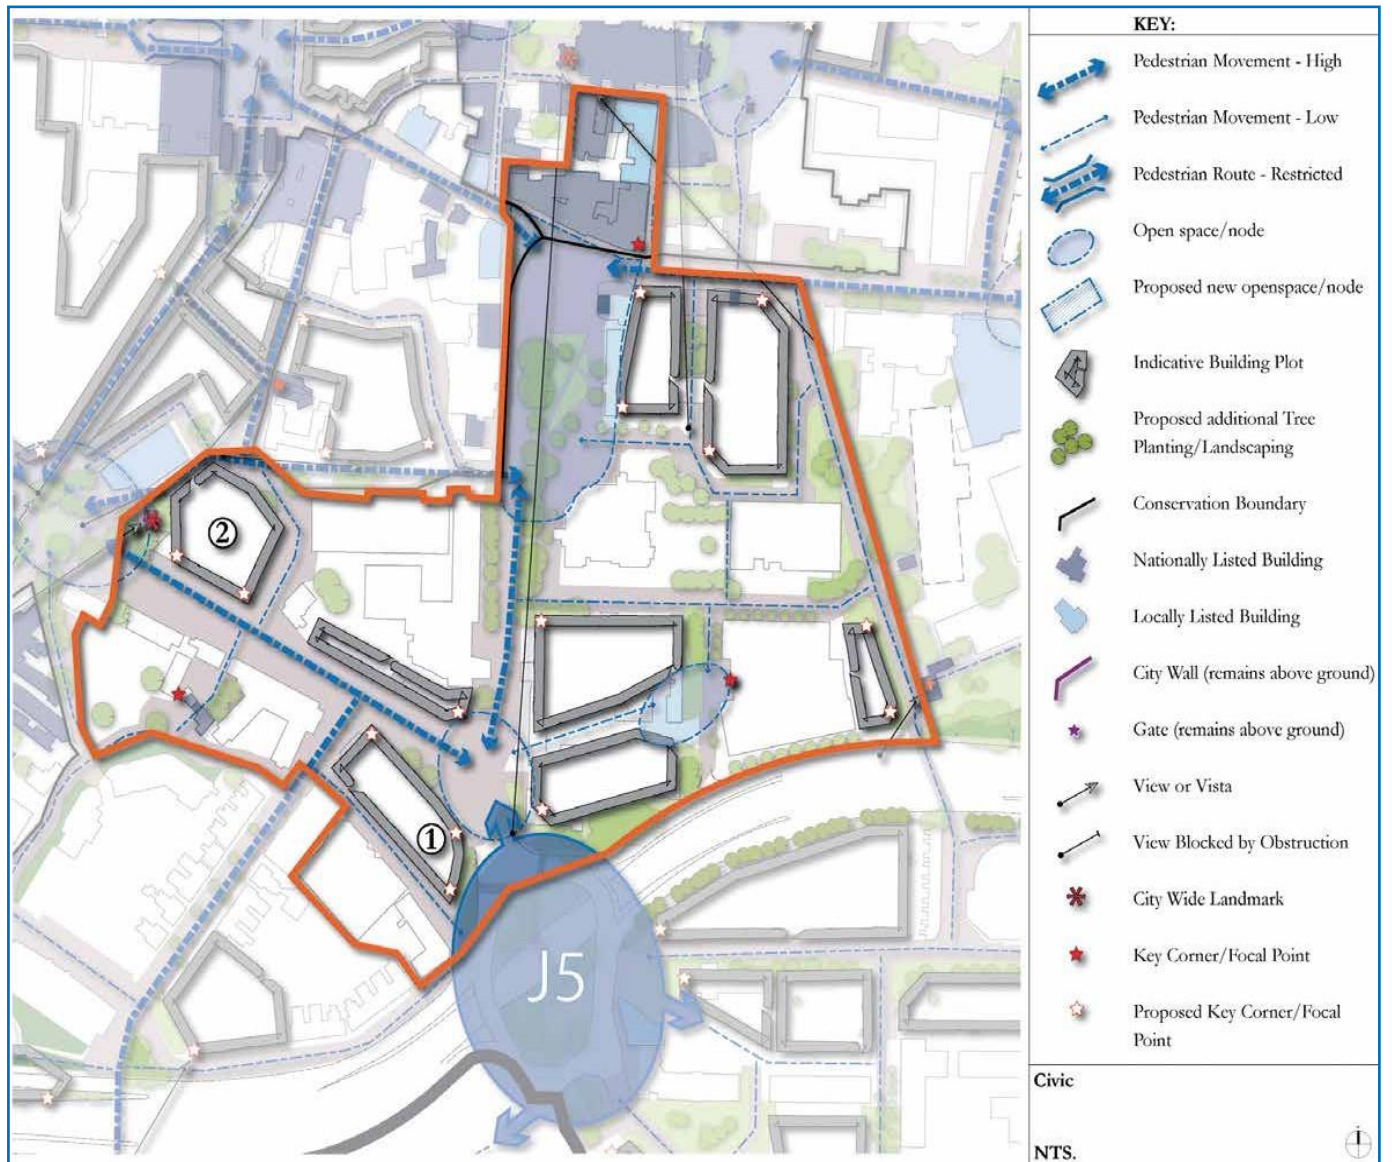 KEY:
Pedestrian Movement - High
Pedestrian Movement - Low
Pedestrian Route - Restricted
Open space/node
Proposed new openspace/node
Indicative Building Plot
Proposed additional Tree
Planting/Landscaping
Conservation Boundary
Nationally Listed Building
Locally Listed Building
City Wall (remains above ground)
Gate (remains above ground)
View or Vista
View Blocked by Obstruction
City Wide Landmark
Key Corner/Focal Point
Proposed Key Corner/Focal
Point
Civic
NTS.
2
1
J5